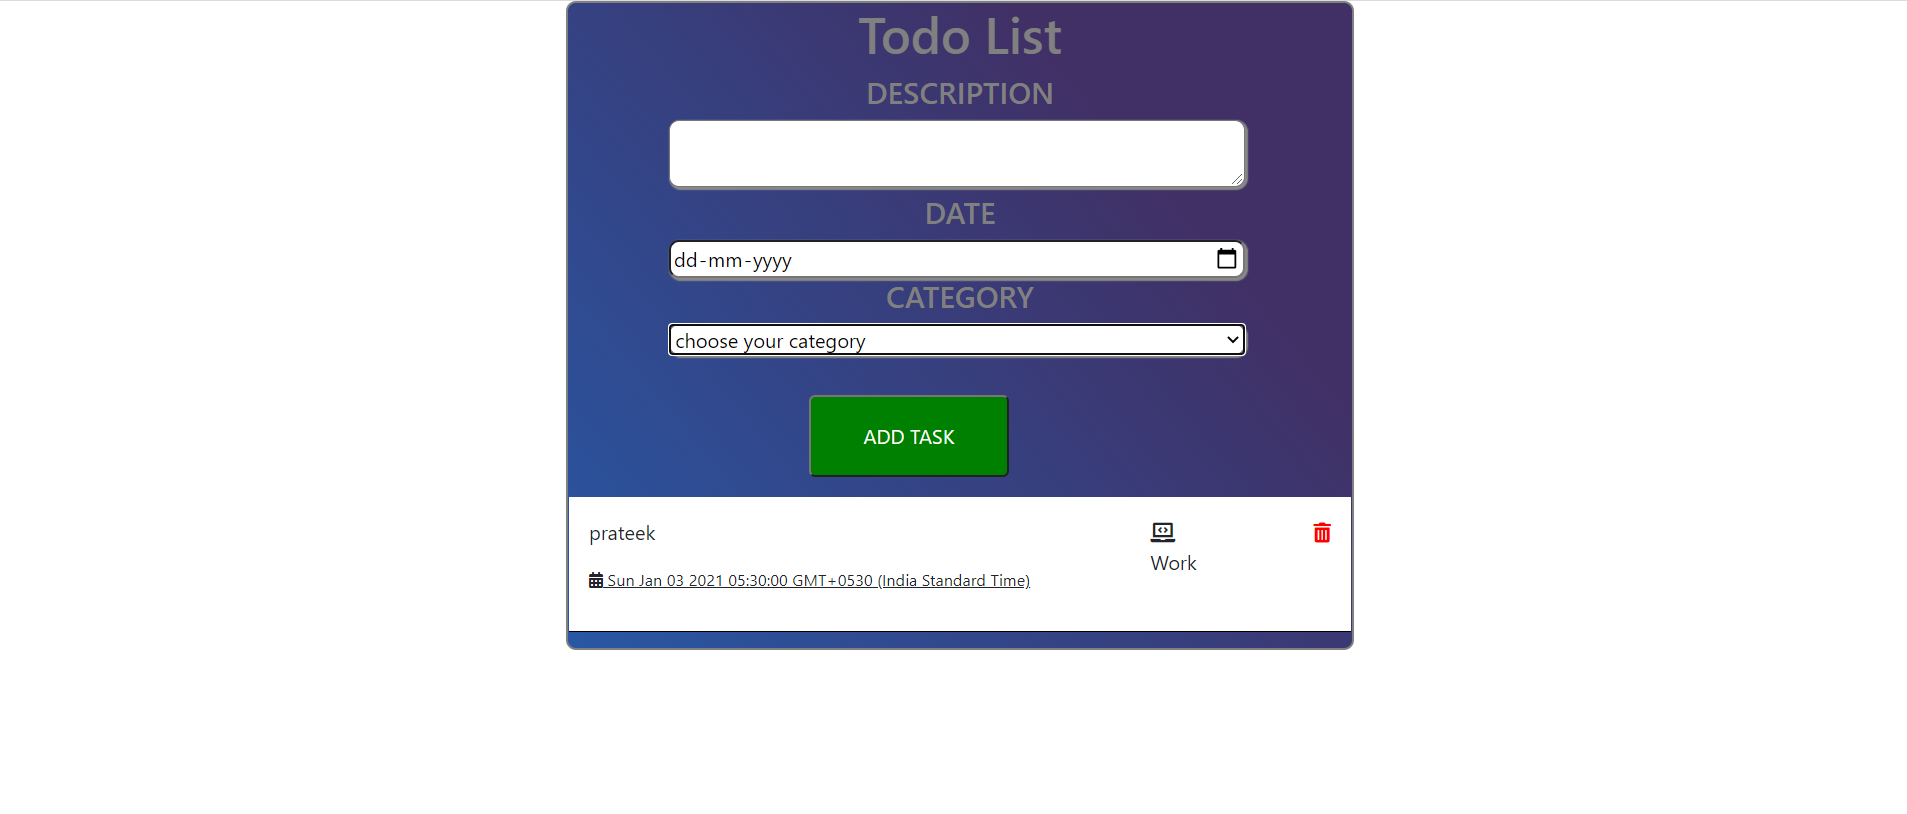 Todo List
DESCRIPTION
DATE
dd-mm-yyyy
CATEGORY
choose your category
ADD TASK
prateek
Work
Sun Jan 03 2021 05:30:00 GMT+0530 (India Standard Time)